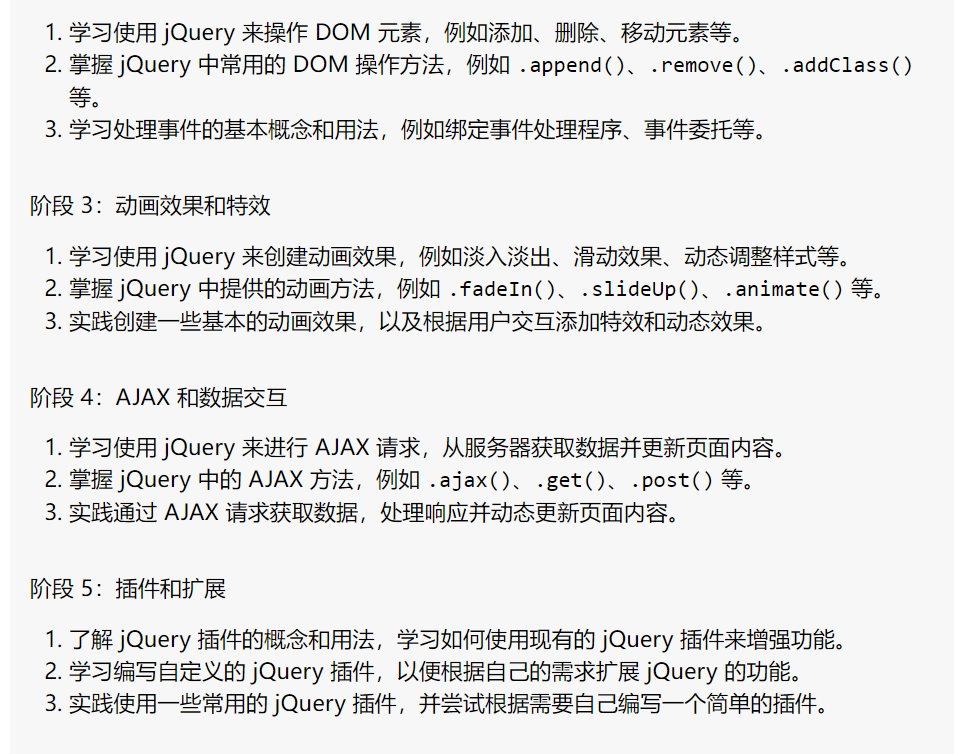 1. 学习使用 jQuery 来操作 DOM 元素，例如添加、删除、移动元素等。
2. 掌握 jQuery 中常用的 DOM 操作方法，例如 .append()、.remove()、.addClass()
等。
3. 学习处理事件的基本概念和用法，例如绑定事件处理程序、事件委托等。
阶段 3：动画效果和特效
1. 学习使用 jQuery 来创建动画效果，例如淡入淡出、滑动效果、动态调整样式等。
2. 掌握 jQuery 中提供的动画方法，例如 .fadeIn()、.slideUp()、.animate() 等。
3. 实践创建一些基本的动画效果，以及根据用户交互添加特效和动态效果。
阶段 4：AJAX 和数据交互
1. 学习使用 jQuery 来进行 AJAX 请求，从服务器获取数据并更新页面内容。
2. 掌握 jQuery 中的 AJAX 方法，例如 .ajax()、.get()、.post() 等。
3. 实践通过 AJAX 请求获取数据，处理响应并动态更新页面内容。
阶段 5：插件和扩展
1. 了解 jQuery 插件的概念和用法，学习如何使用现有的 jQuery 插件来增强功能。
2. 学习编写自定义的 jQuery 插件，以便根据自己的需求扩展 jQuery 的功能。
3. 实践使用一些常用的 jQuery 插件，并尝试根据需要自己编写一个简单的插件。